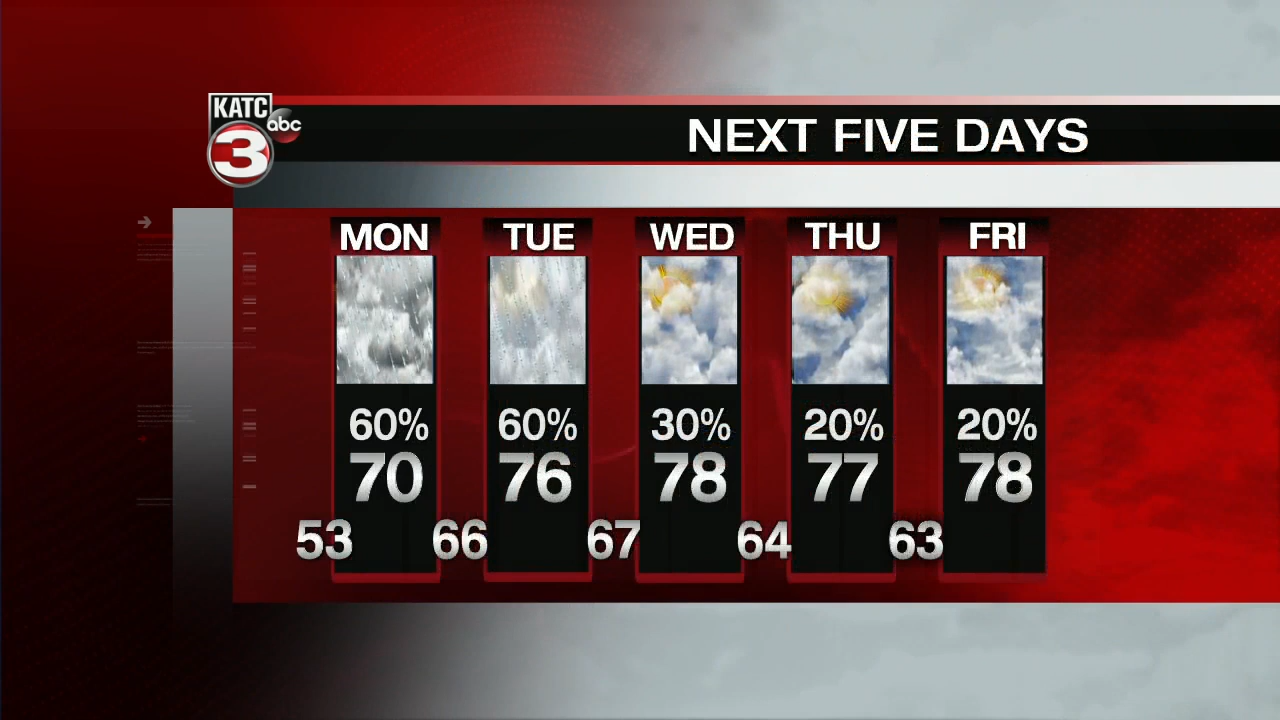 KATC
abc
3
NEXT FIVE DAYS
MON TUE WED THU FRI
60% 60% 30% 20% 20%
70 76 78 77 78
53 66 67 64 63